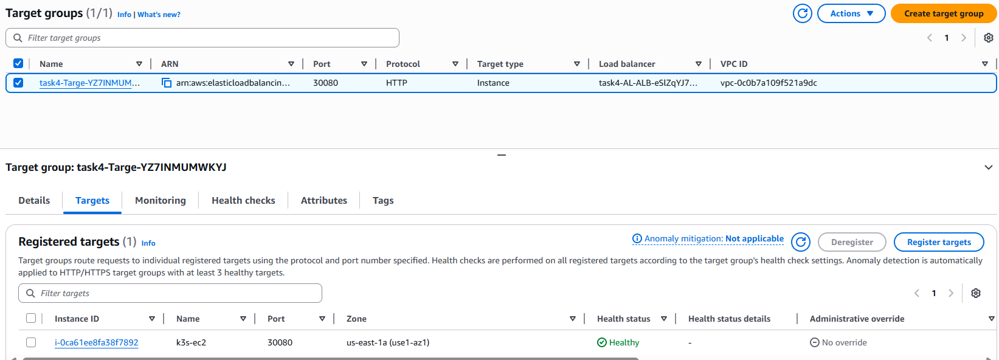 Target groups (1/1) Info | What's new?
Actions
Create target group
Filter target groups
1
Name ARN Port Protocol Target type Load balancer VPC ID
task4-Targe-YZ7INMUM... arn:aws:elasticloadbalancin... 30080 HTTP Instance task4-AL-ALB-eSlZqYJ7... vpc-0c0b7a109f521a9dc
Target group: task4-Targe-YZ7INMUMWKYJ
Details Targets Monitoring Health checks Attributes Tags
Registered targets (1) Info
Anomaly mitigation: Not applicable
Deregister
Register targets
Target groups route requests to individual registered targets using the protocol and port number specified. Health checks are performed on all registered targets according to the target group's health check settings. Anomaly detection is automatically
applied to HTTP/HTTPS target groups with at least 3 healthy targets.
Filter targets
1
Instance ID Name Port Zone Health status Health status details Administrative override
i-0ca61ee8fa38f7892 k3s-ec2 30080 us-east-1a (use1-az1) Healthy - No override